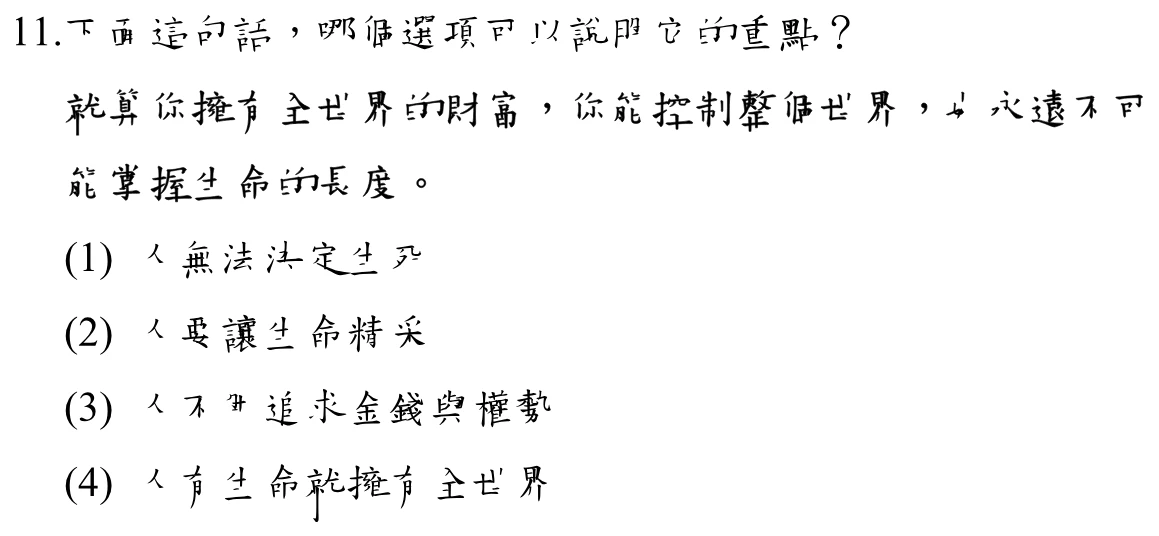 11.下面這句話，哪個選項可以說明它的重點？
就算你擁有全世界的財富，你能控制整個世界，也永遠不可
能掌握生命的長度。
(1) 人無法決定生死
(2) 人要讓生命精采
(3) 人不用追求金錢與權勢
(4) 人有生命就擁有全世界